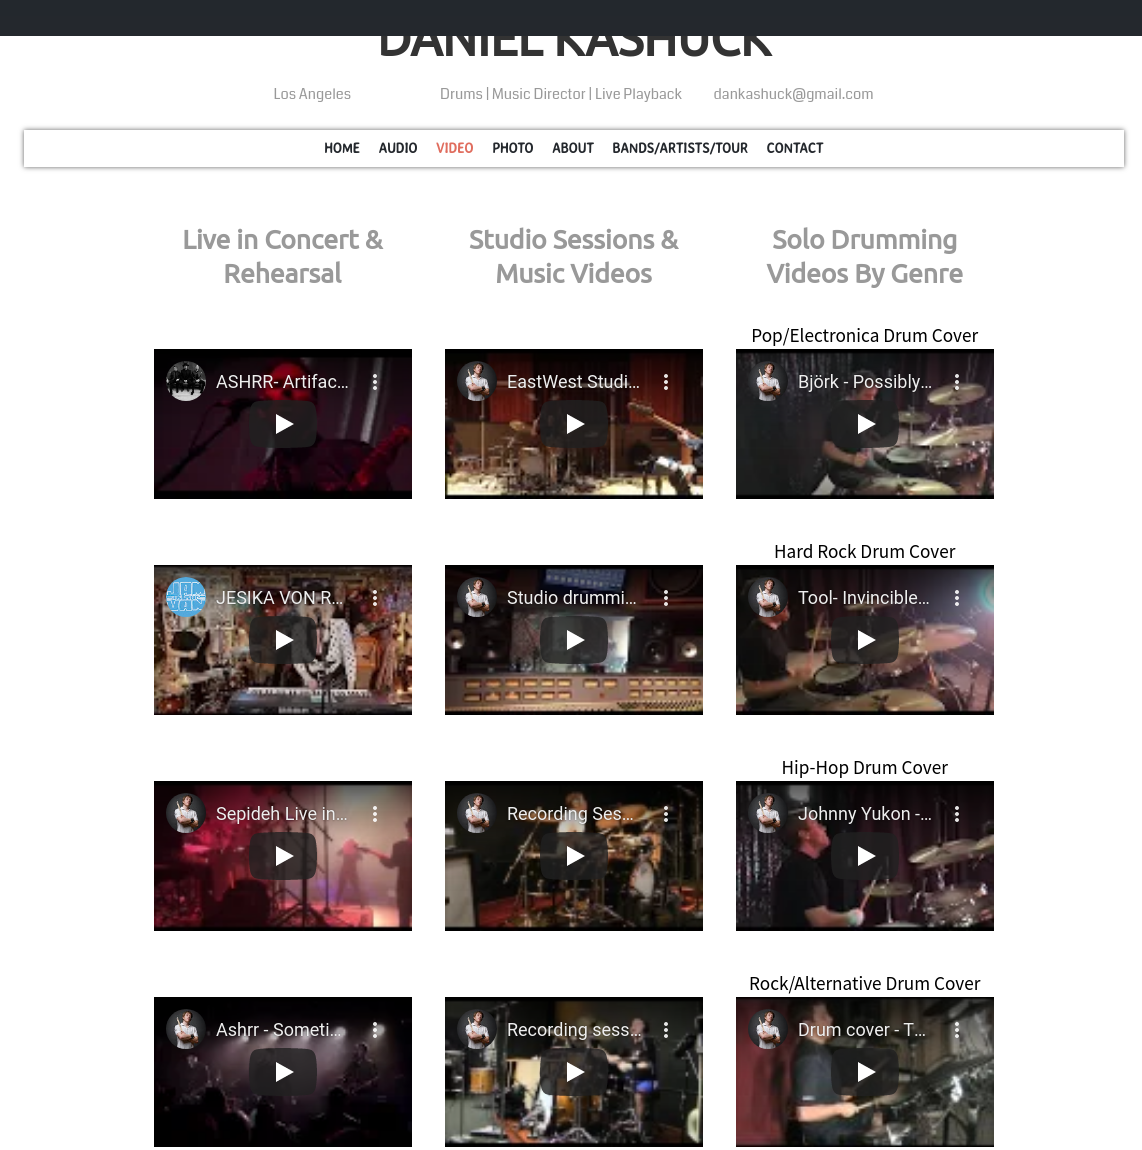 DANIEL KASHUCK
Los Angeles
Drums | Music Director | Live Playback
dankashuck@gmail.com
HOME AUDIO VIDEO PHOTO ABOUT BANDS/ARTISTS/TOUR CONTACT
Live in Concert &
Rehearsal
Studio Sessions &
Music Videos
Solo Drumming
Videos By Genre
Pop/Electronica Drum Cover
ASHRR- Artifac...
EastWest Studi...
Björk - Possibly...
Hard Rock Drum Cover
JESIKA VON R...
Studio drummi...
Tool- Invincible...
Hip-Hop Drum Cover
Sepideh Live in...
Recording Ses...
Johnny Yukon -...
Rock/Alternative Drum Cover
Ashrr - Someti...
Recording sess...
Drum cover - T...